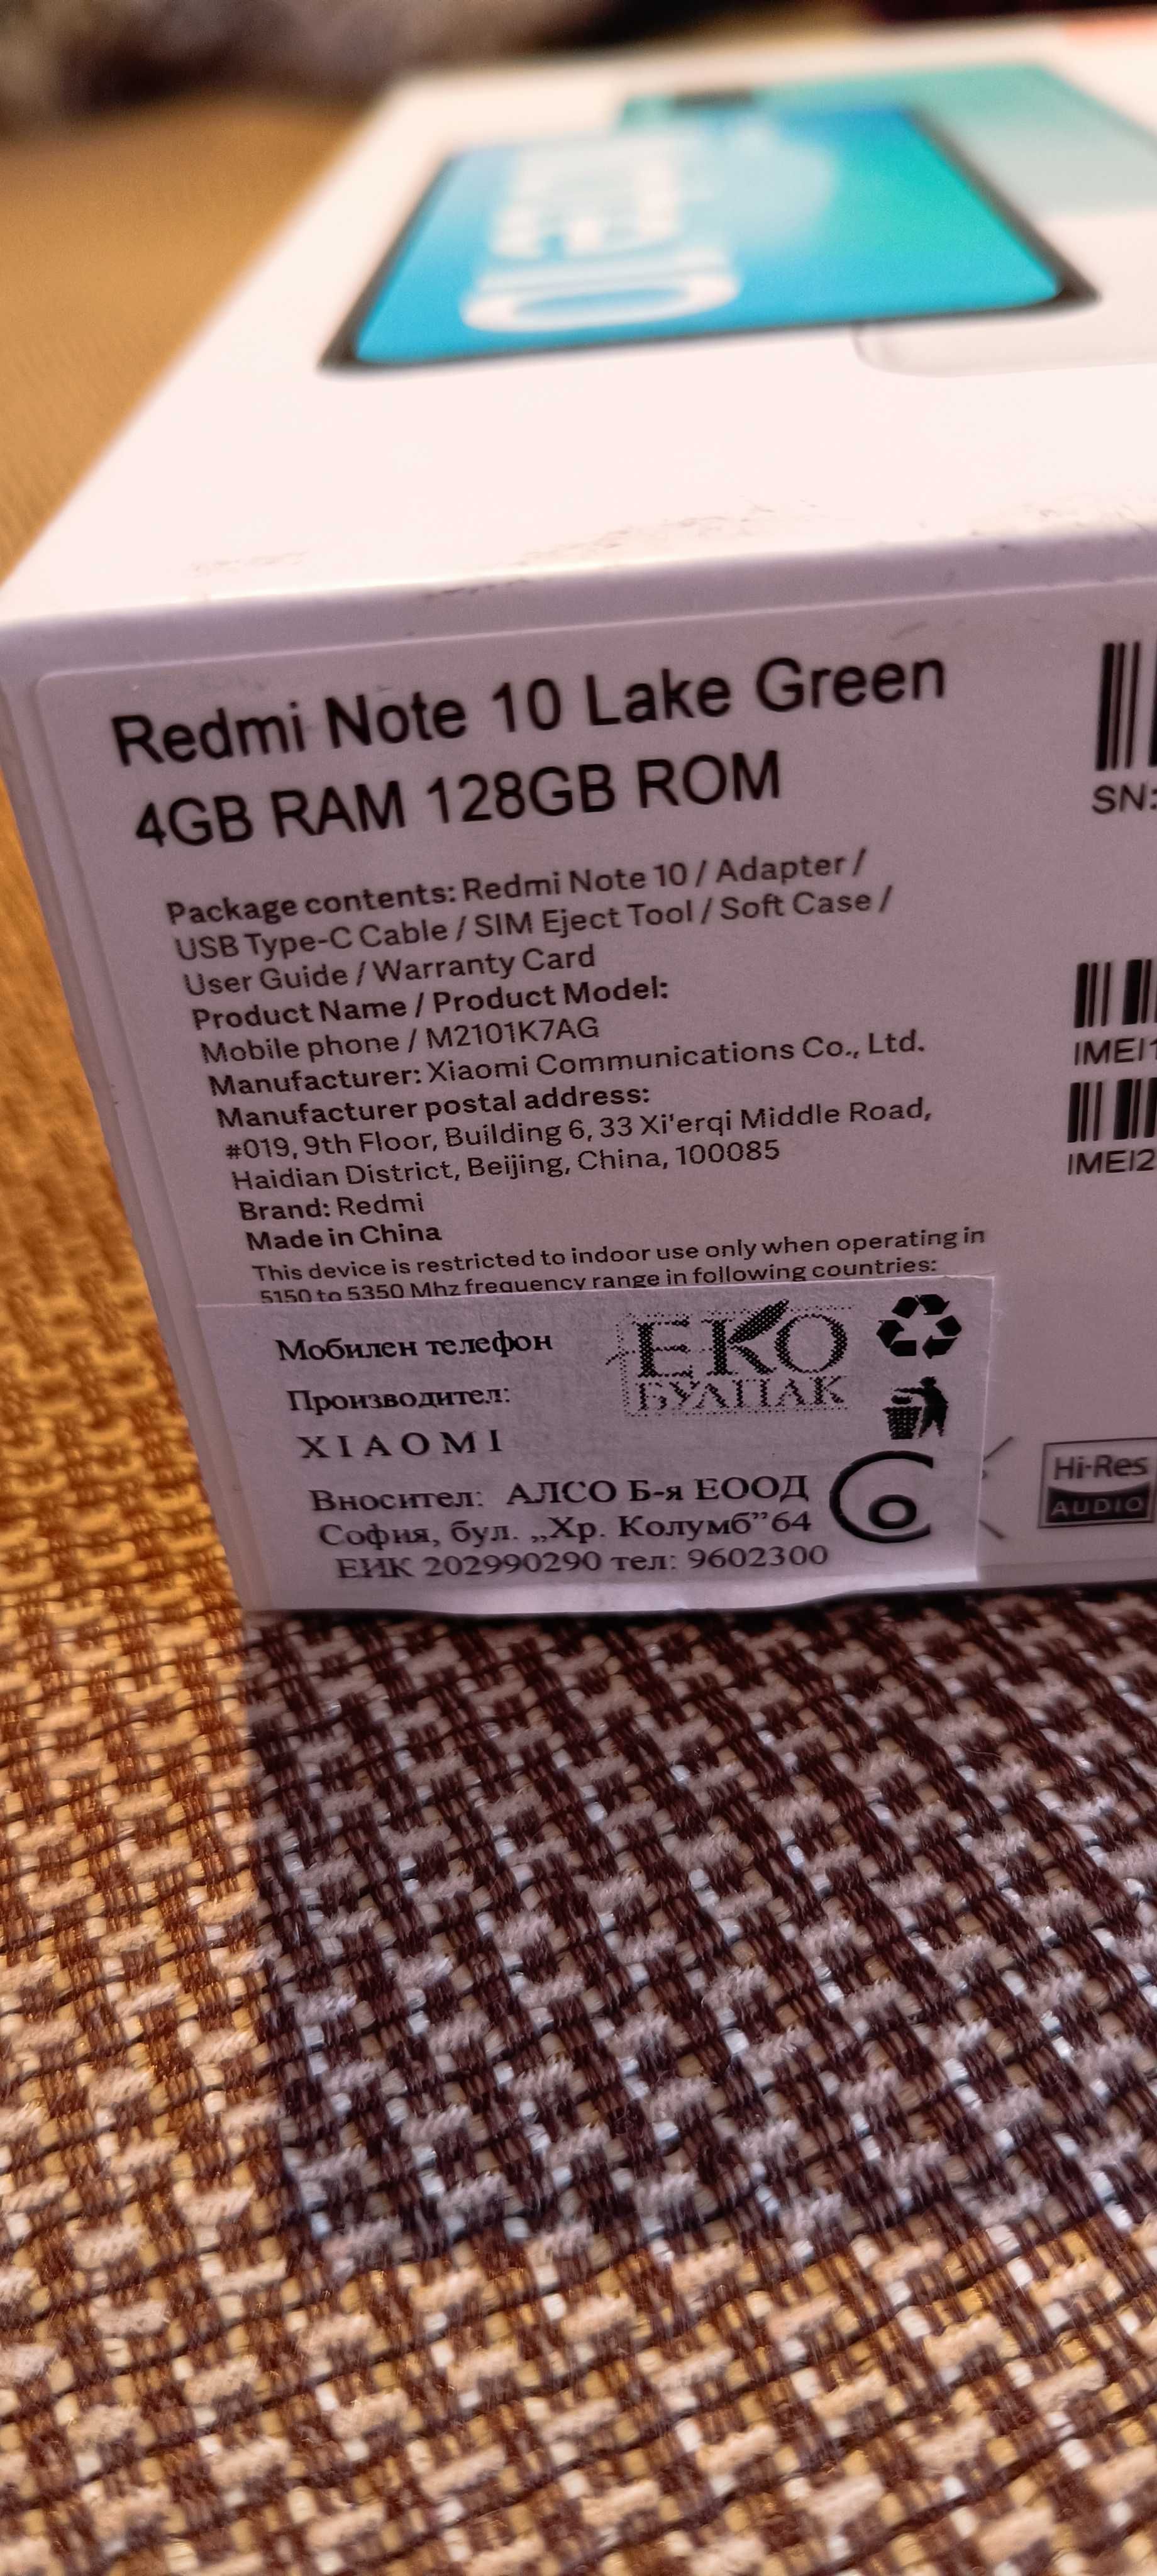 Redmi Note 10 Lake Green
4GB RAM 128GB ROM
Package contents: Redmi Note 10 / Adapter /
USB Type-C Cable / SIM Eject Tool / Soft Case /
User Guide / Warranty Card
Product Name / Product Model:
Mobile phone / M2101K7AG
Manufacturer: Xiaomi Communications Co., Ltd.
Manufacturer postal address:
#019, 9th Floor, Building 6, 33 Xi'erqi Middle Road,
Haidian District, Beijing, China, 100085
Brand: Redmi
Made in China
This device is restricted to indoor use only when operating in
5150 to 5350 Mhz frequency range in following countries:
SN:
IMEI1
IMEI2
Мобилен телефон
Производител:
XIAOMI
Вносител: АЛСО Б-я ЕООД
София, бул. „Хр. Колумб”64
ЕИК 202990290 тел: 9602300
ЕКО
БУЛПАК
Hi-Res
AUDIO